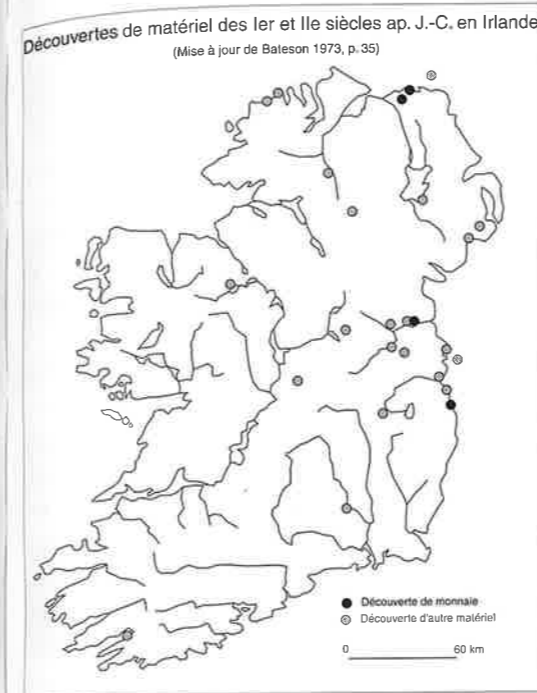 Découvertes de matériel des Ier et IIe siècles ap. J.-C. en Irlande
(Mise à jour de Bateson 1973, p. 35)
Découverte de monnaie
Découverte d'autre matériel
0 60 km